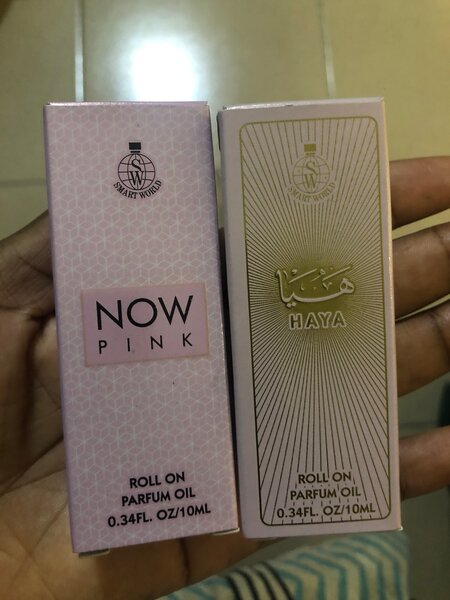 SW
SMART WORLD
NOW
PINK
ROLL ON
PARFUM OIL
0.34FL. OZ/10ML
SW
SMART WORLD
هَيَا
HAYA
ROLL ON
PARFUM OIL
0.34FL. OZ/10ML